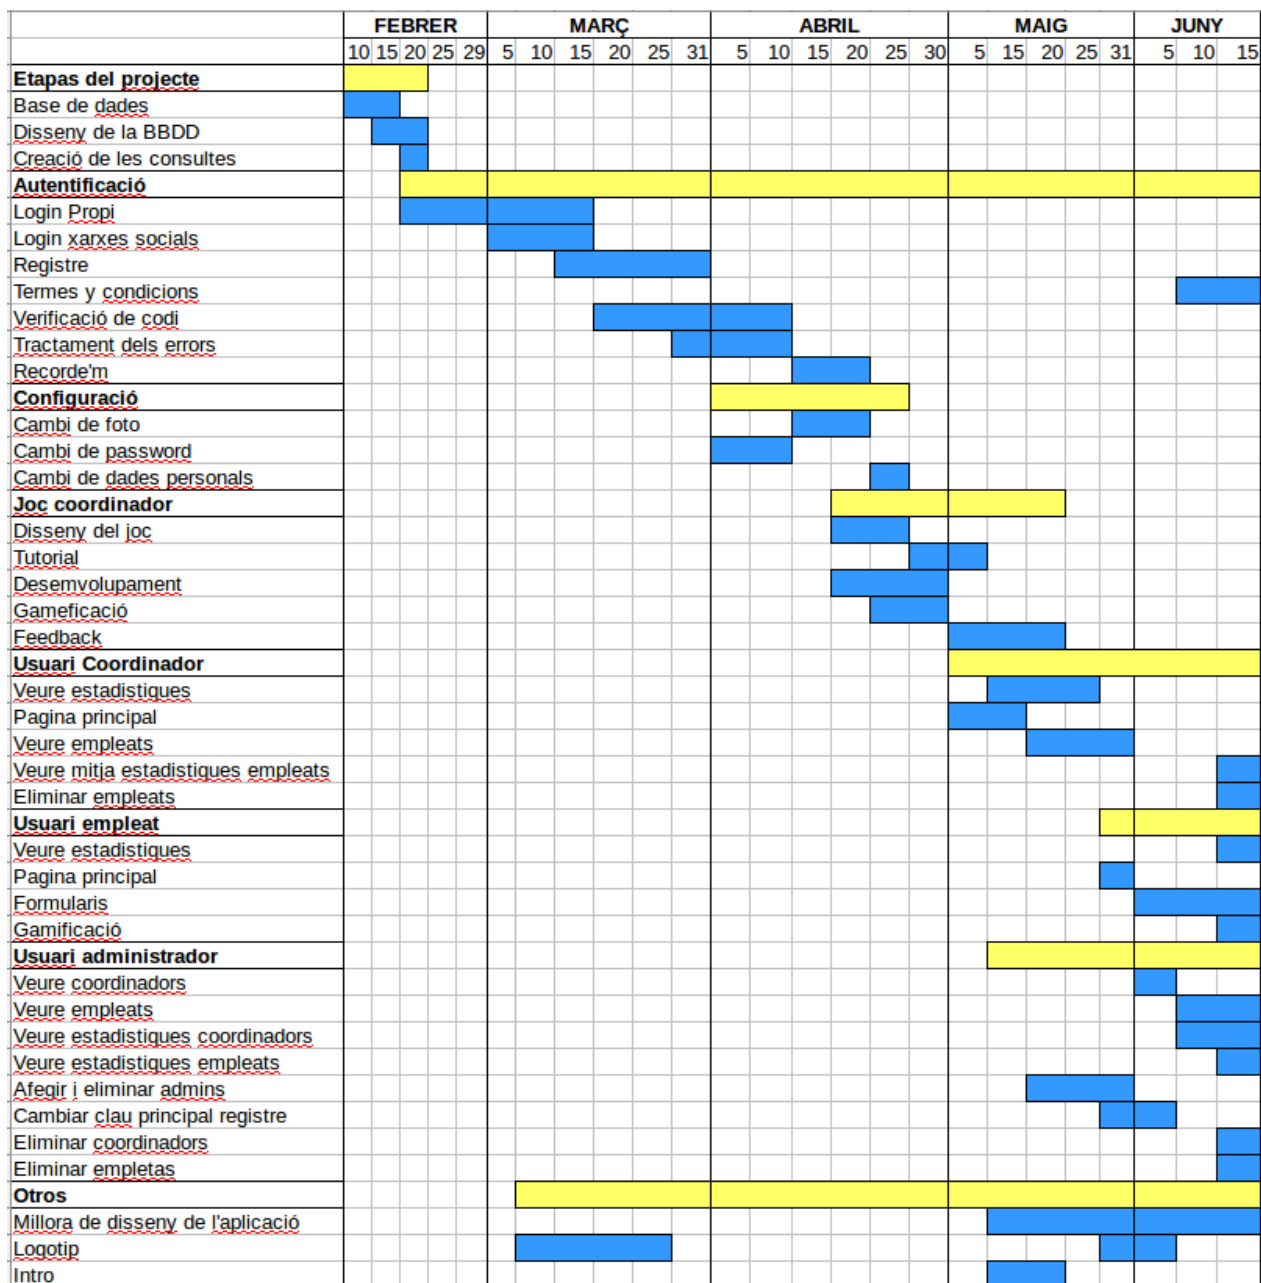 FEBRER MARÇ ABRIL MAIG JUNY
10 15 20 25 29 5 10 15 20 25 31 5 10 15 20 25 30 5 15 20 25 31 5 10 15
Etapas del projecte
Base de dades
Disseny de la BBDD
Creació de les consultes
Autentificació
Login Propi
Login xarxes socials
Registre
Termes y condicions
Verificació de codi
Tractament dels errors
Recorde'm
Configuració
Cambi de foto
Cambi de password
Cambi de dades personals
Joc coordinador
Disseny del joc
Tutorial
Desemvolupament
Gameficació
Feedback
Usuari Coordinador
Veure estadistiques
Pagina principal
Veure empleats
Veure mitja estadistiques empleats
Eliminar empleats
Usuari empleat
Veure estadistiques
Pagina principal
Formularis
Gamificació
Usuari administrador
Veure coordinadors
Veure empleats
Veure estadistiques coordinadors
Veure estadistiques empleats
Afegir i eliminar admins
Cambiar clau principal registre
Eliminar coordinadors
Eliminar empletas
Otros
Millora de disseny de l'aplicació
Logotip
Intro